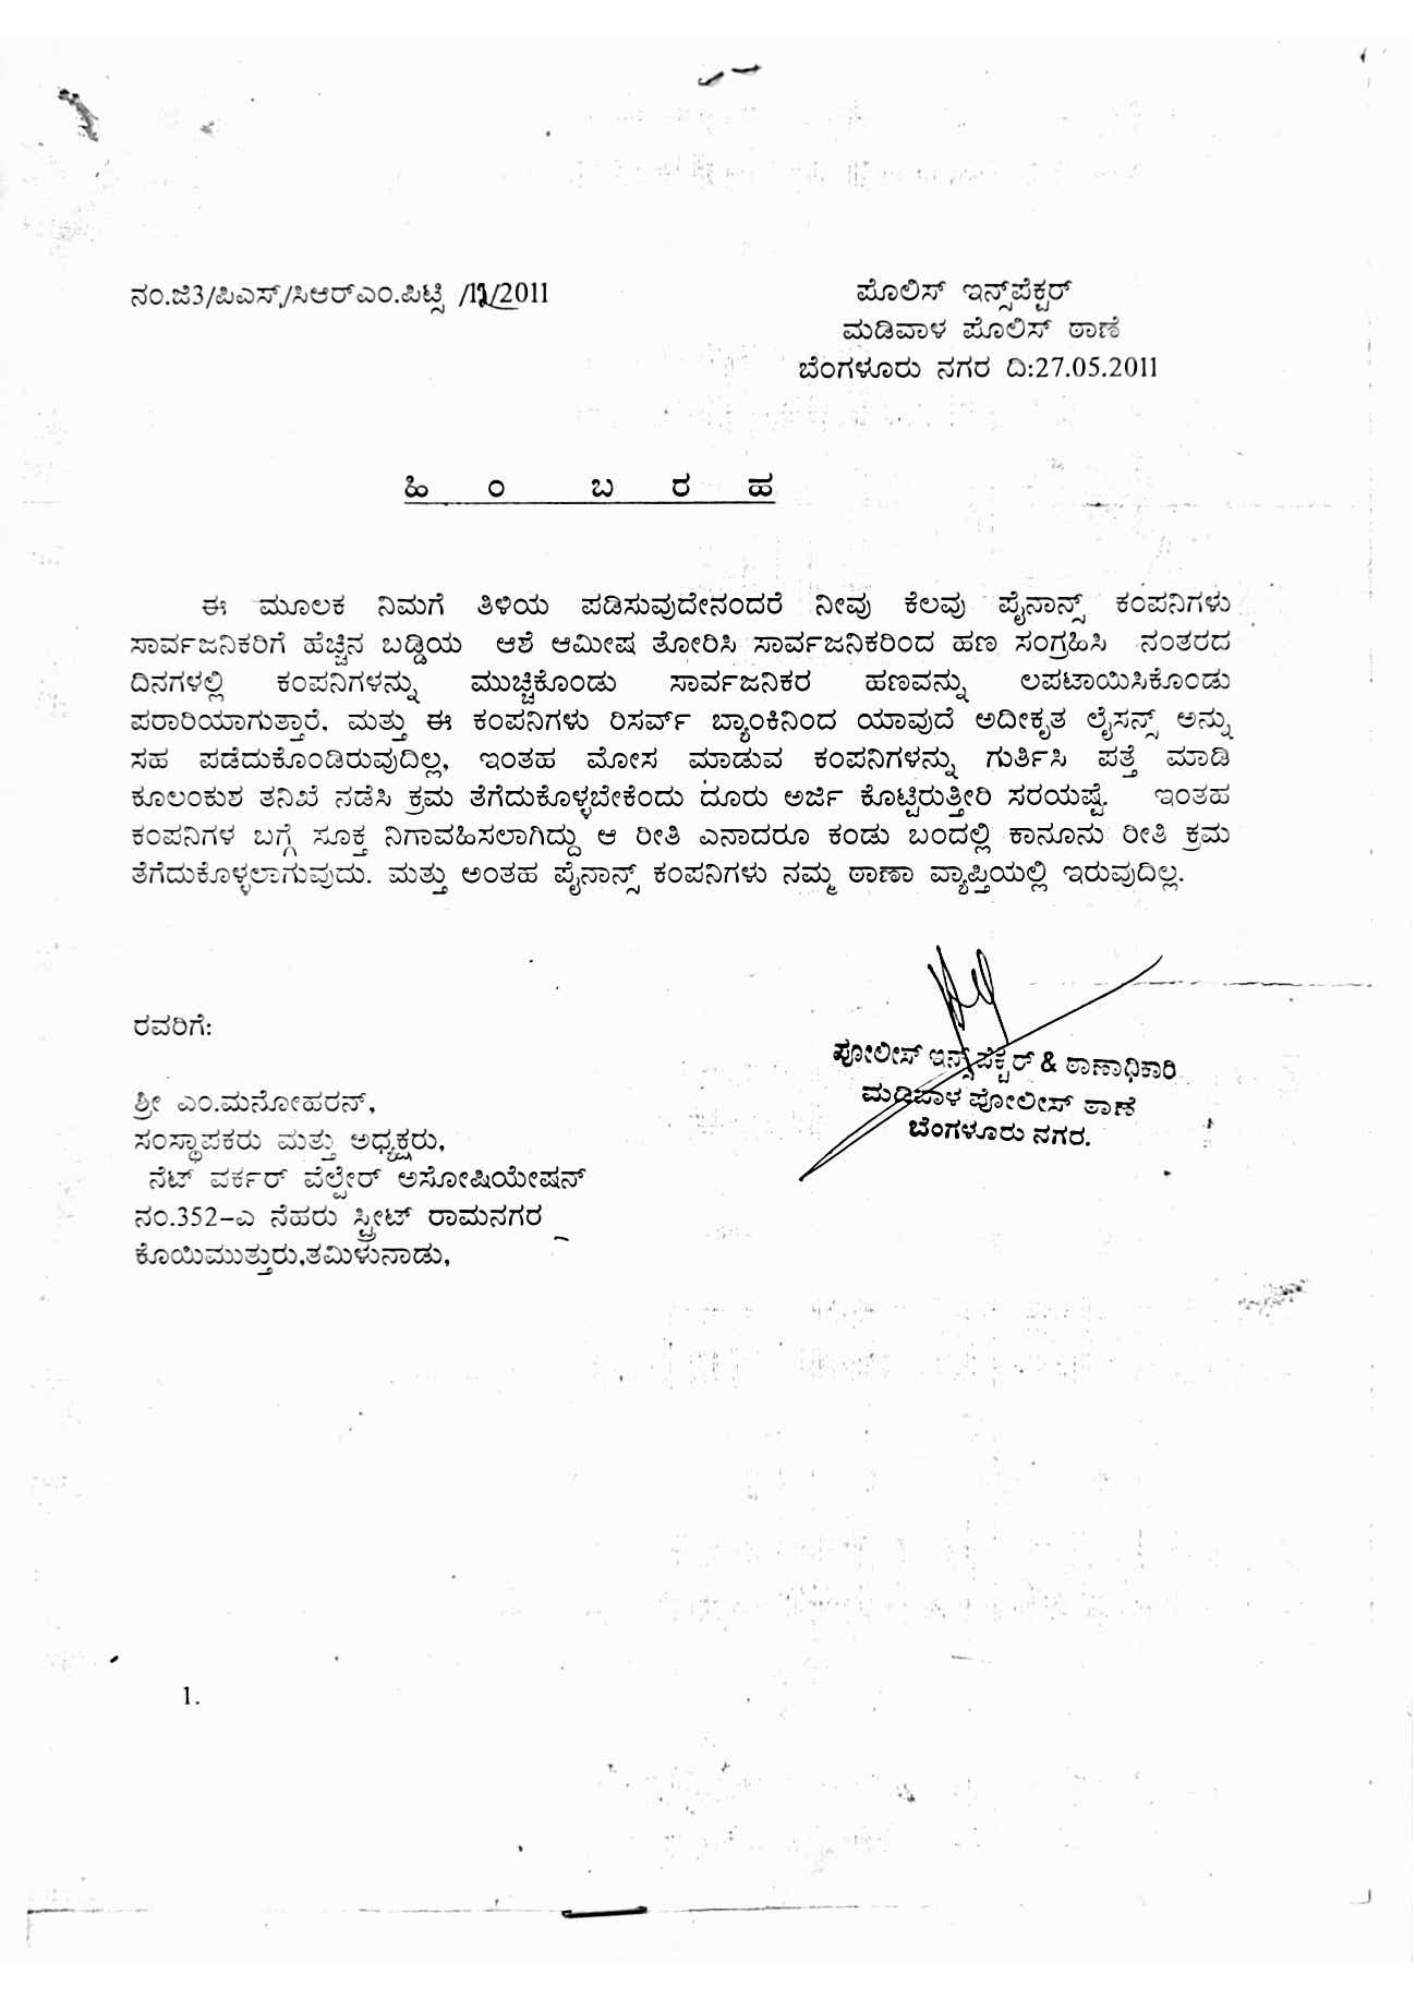 ನಂ.ಜಿ3/ಪಿಎಸ್/ಸಿಆರ್‌ಎಂ.ಪಿಟ್ಸಿ /12/2011
ಪೊಲಿಸ್ ಇನ್ಸ್‌ಪೆಕ್ಟರ್
ಮಡಿವಾಳ ಪೊಲಿಸ್ ಠಾಣೆ
ಬೆಂಗಳೂರು ನಗರ ದಿ:27.05.2011
ಹಿ ಂ ಬ ರ ಹ
ಈ ಮೂಲಕ ನಿಮಗೆ ತಿಳಿಯ ಪಡಿಸುವುದೇನಂದರೆ ನೀವು ಕೆಲವು ಪೈನಾನ್ಸ್ ಕಂಪನಿಗಳು
ಸಾರ್ವಜನಿಕರಿಗೆ ಹೆಚ್ಚಿನ ಬಡ್ಡಿಯ ಆಶೆ ಆಮೀಷ ತೋರಿಸಿ ಸಾರ್ವಜನಿಕರಿಂದ ಹಣ ಸಂಗ್ರಹಿಸಿ ನಂತರದ
ದಿನಗಳಲ್ಲಿ ಕಂಪನಿಗಳನ್ನು ಮುಚ್ಚಿಕೊಂಡು ಸಾರ್ವಜನಿಕರ ಹಣವನ್ನು ಲಪಟಾಯಿಸಿಕೊಂಡು
ಪರಾರಿಯಾಗುತ್ತಾರೆ. ಮತ್ತು ಈ ಕಂಪನಿಗಳು ರಿಸರ್ವ್ ಬ್ಯಾಂಕಿನಿಂದ ಯಾವುದೆ ಅದೀಕೃತ ಲೈಸನ್ಸ್ ಅನ್ನು
ಸಹ ಪಡೆದುಕೊಂಡಿರುವುದಿಲ್ಲ, ಇಂತಹ ಮೋಸ ಮಾಡುವ ಕಂಪನಿಗಳನ್ನು ಗುರ್ತಿಸಿ ಪತ್ತೆ ಮಾಡಿ
ಕೂಲಂಕುಶ ತನಿಖೆ ನಡೆಸಿ ಕ್ರಮ ತೆಗೆದುಕೊಳ್ಳಬೇಕೆಂದು ದೂರು ಅರ್ಜಿ ಕೊಟ್ಟಿರುತ್ತೀರಿ ಸರಯಷ್ಟೆ. ಇಂತಹ
ಕಂಪನಿಗಳ ಬಗ್ಗೆ ಸೂಕ್ತ ನಿಗಾವಹಿಸಲಾಗಿದ್ದು ಆ ರೀತಿ ಎನಾದರೂ ಕಂಡು ಬಂದಲ್ಲಿ ಕಾನೂನು ರೀತಿ ಕ್ರಮ
ತೆಗೆದುಕೊಳ್ಳಲಾಗುವುದು. ಮತ್ತು ಅಂತಹ ಪೈನಾನ್ಸ್ ಕಂಪನಿಗಳು ನಮ್ಮ ಠಾಣಾ ವ್ಯಾಪ್ತಿಯಲ್ಲಿ ಇರುವುದಿಲ್ಲ.
ಪೋಲೀಸ್ ಇನ್ಸ್‌ಪೆಕ್ಟರ್ & ಠಾಣಾಧಿಕಾರಿ
ಮಡಿವಾಳ ಪೋಲೀಸ್ ಠಾಣೆ
ಬೆಂಗಳೂರು ನಗರ.
ರವರಿಗೆ:
ಶ್ರೀ ಎಂ.ಮನೋಹರನ್,
ಸಂಸ್ಥಾಪಕರು ಮತ್ತು ಅಧ್ಯಕ್ಷರು,
ನೆಟ್ ವರ್ಕರ್ ವೆಲ್ಪೇರ್ ಅಸೋಷಿಯೇಷನ್
ನಂ.352–ಎ ನೆಹರು ಸ್ಟ್ರೀಟ್ ರಾಮನಗರ
ಕೊಯಿಮುತ್ತುರು,ತಮಿಳುನಾಡು,
1.